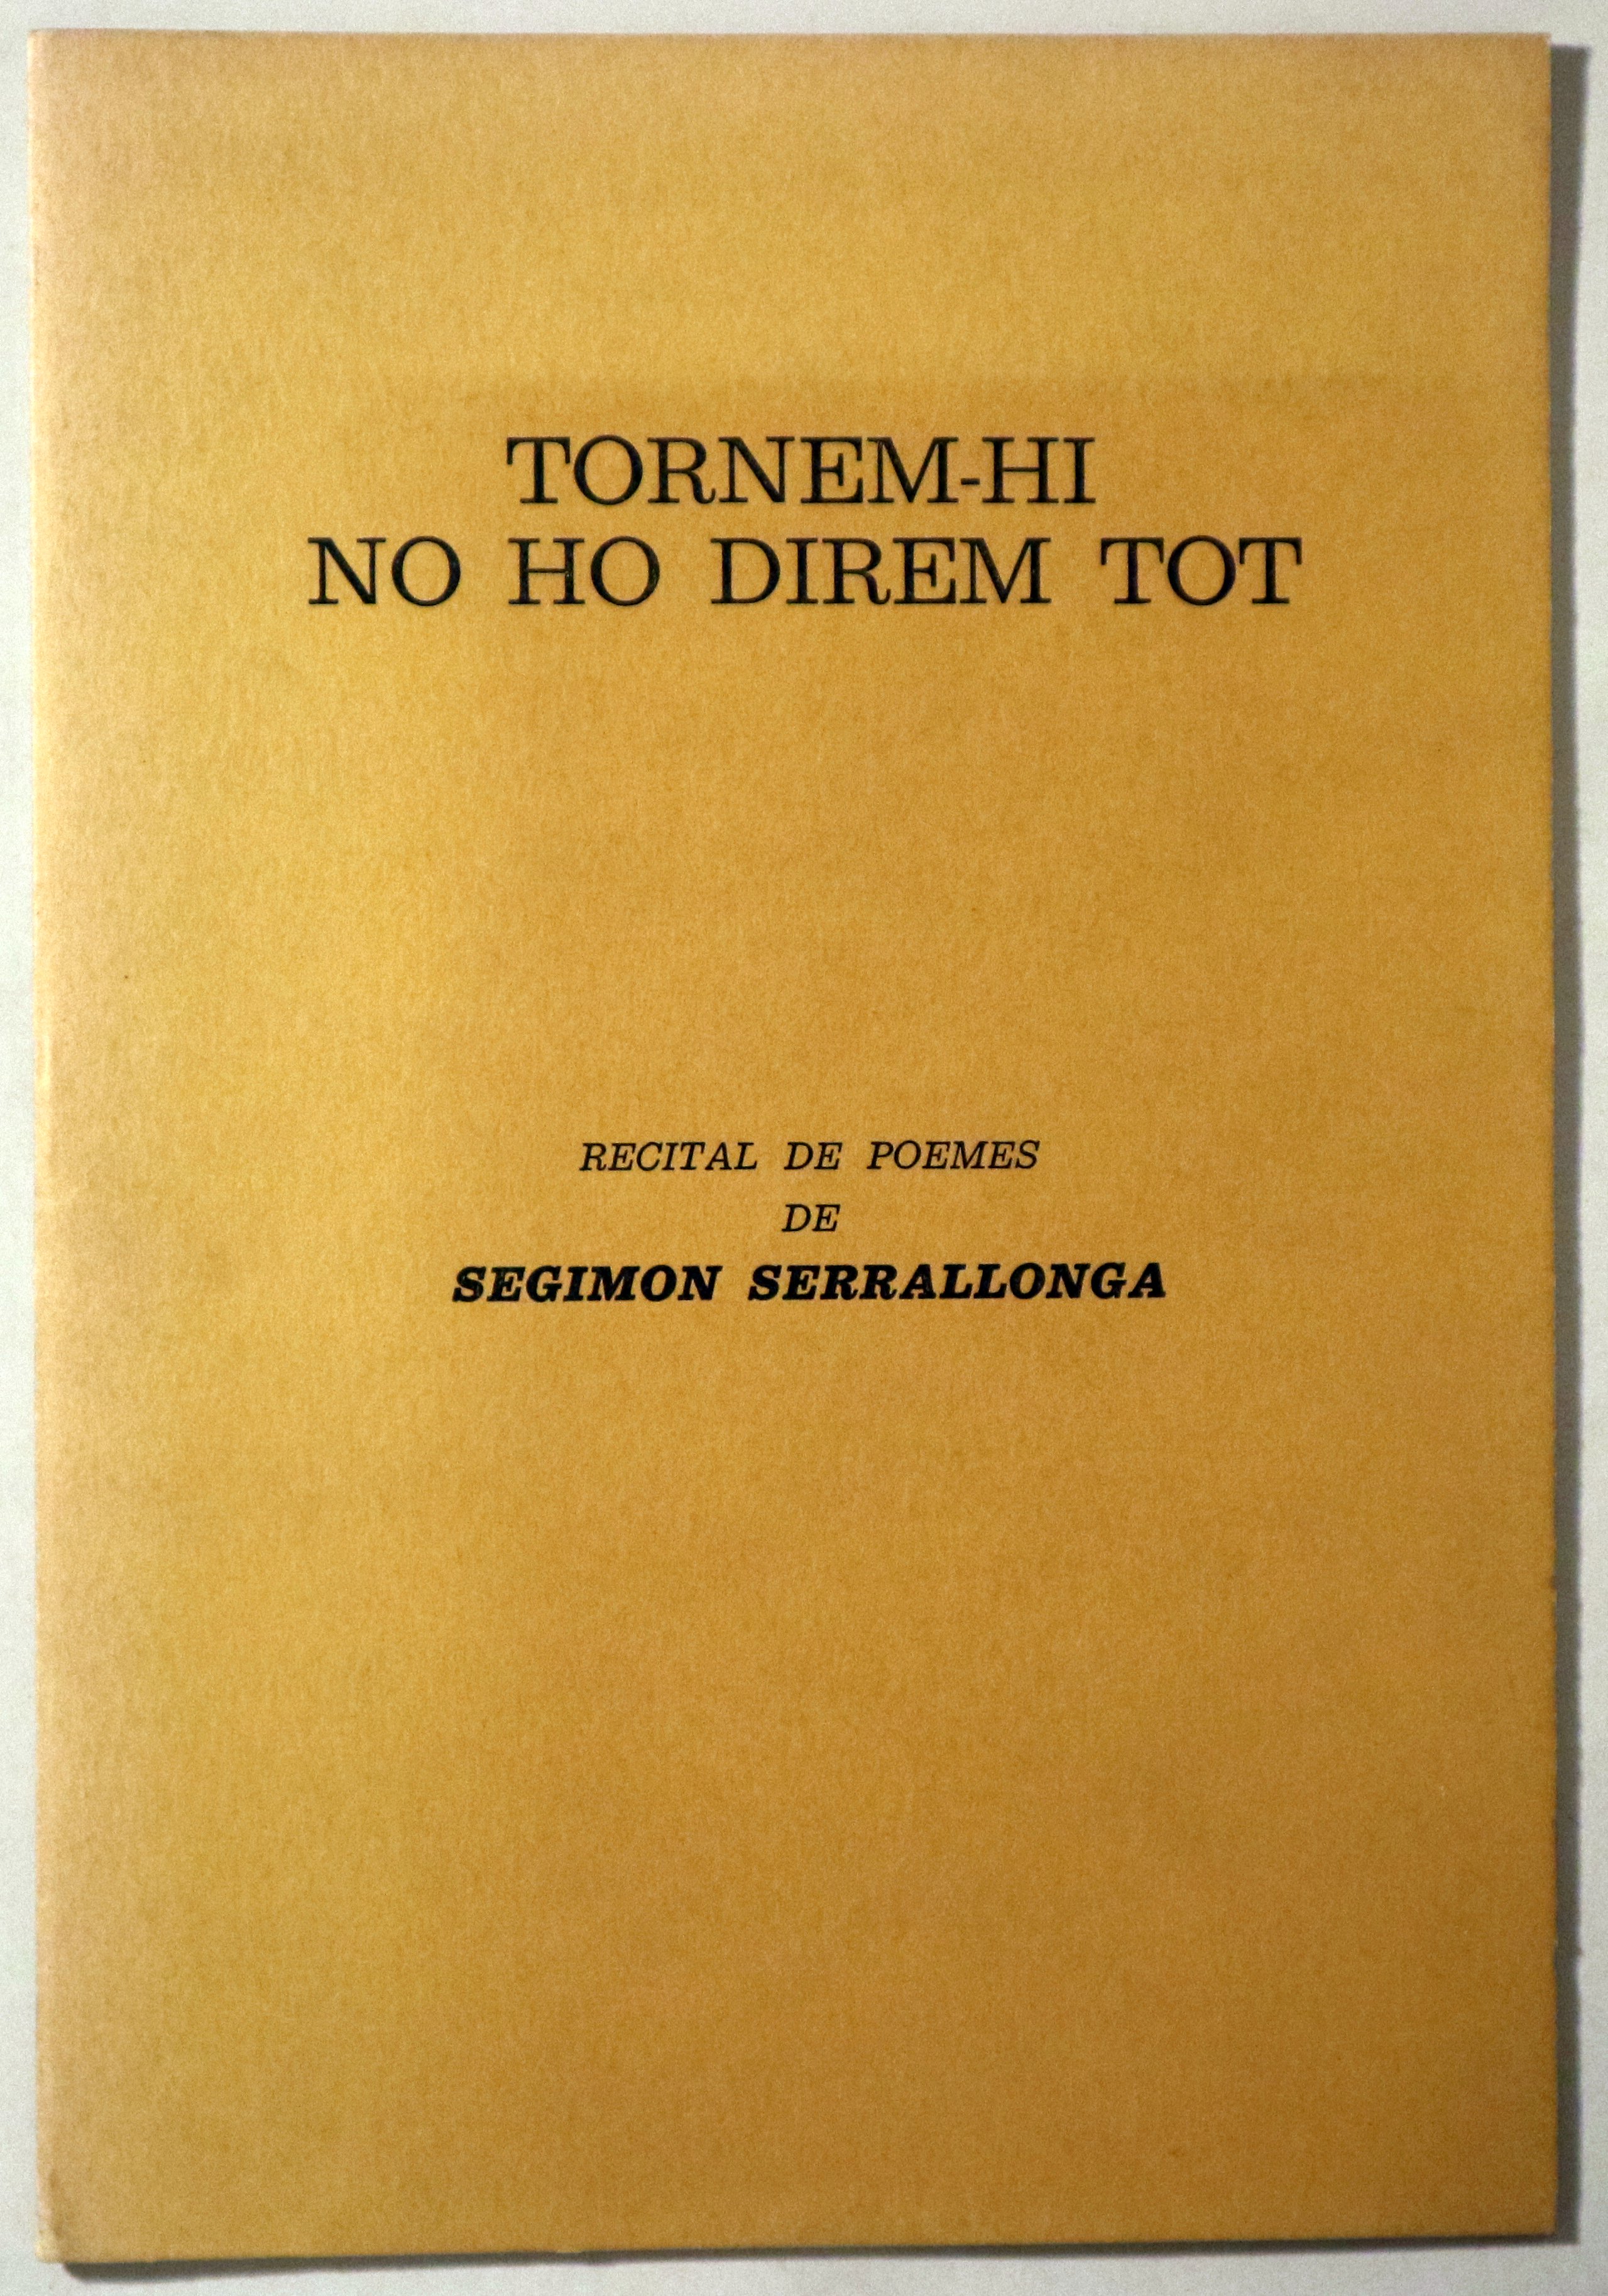 TORNEM-HI
NO HO DIREM TOT
RECITAL DE POEMES
DE
SEGIMON SERRALLONGA